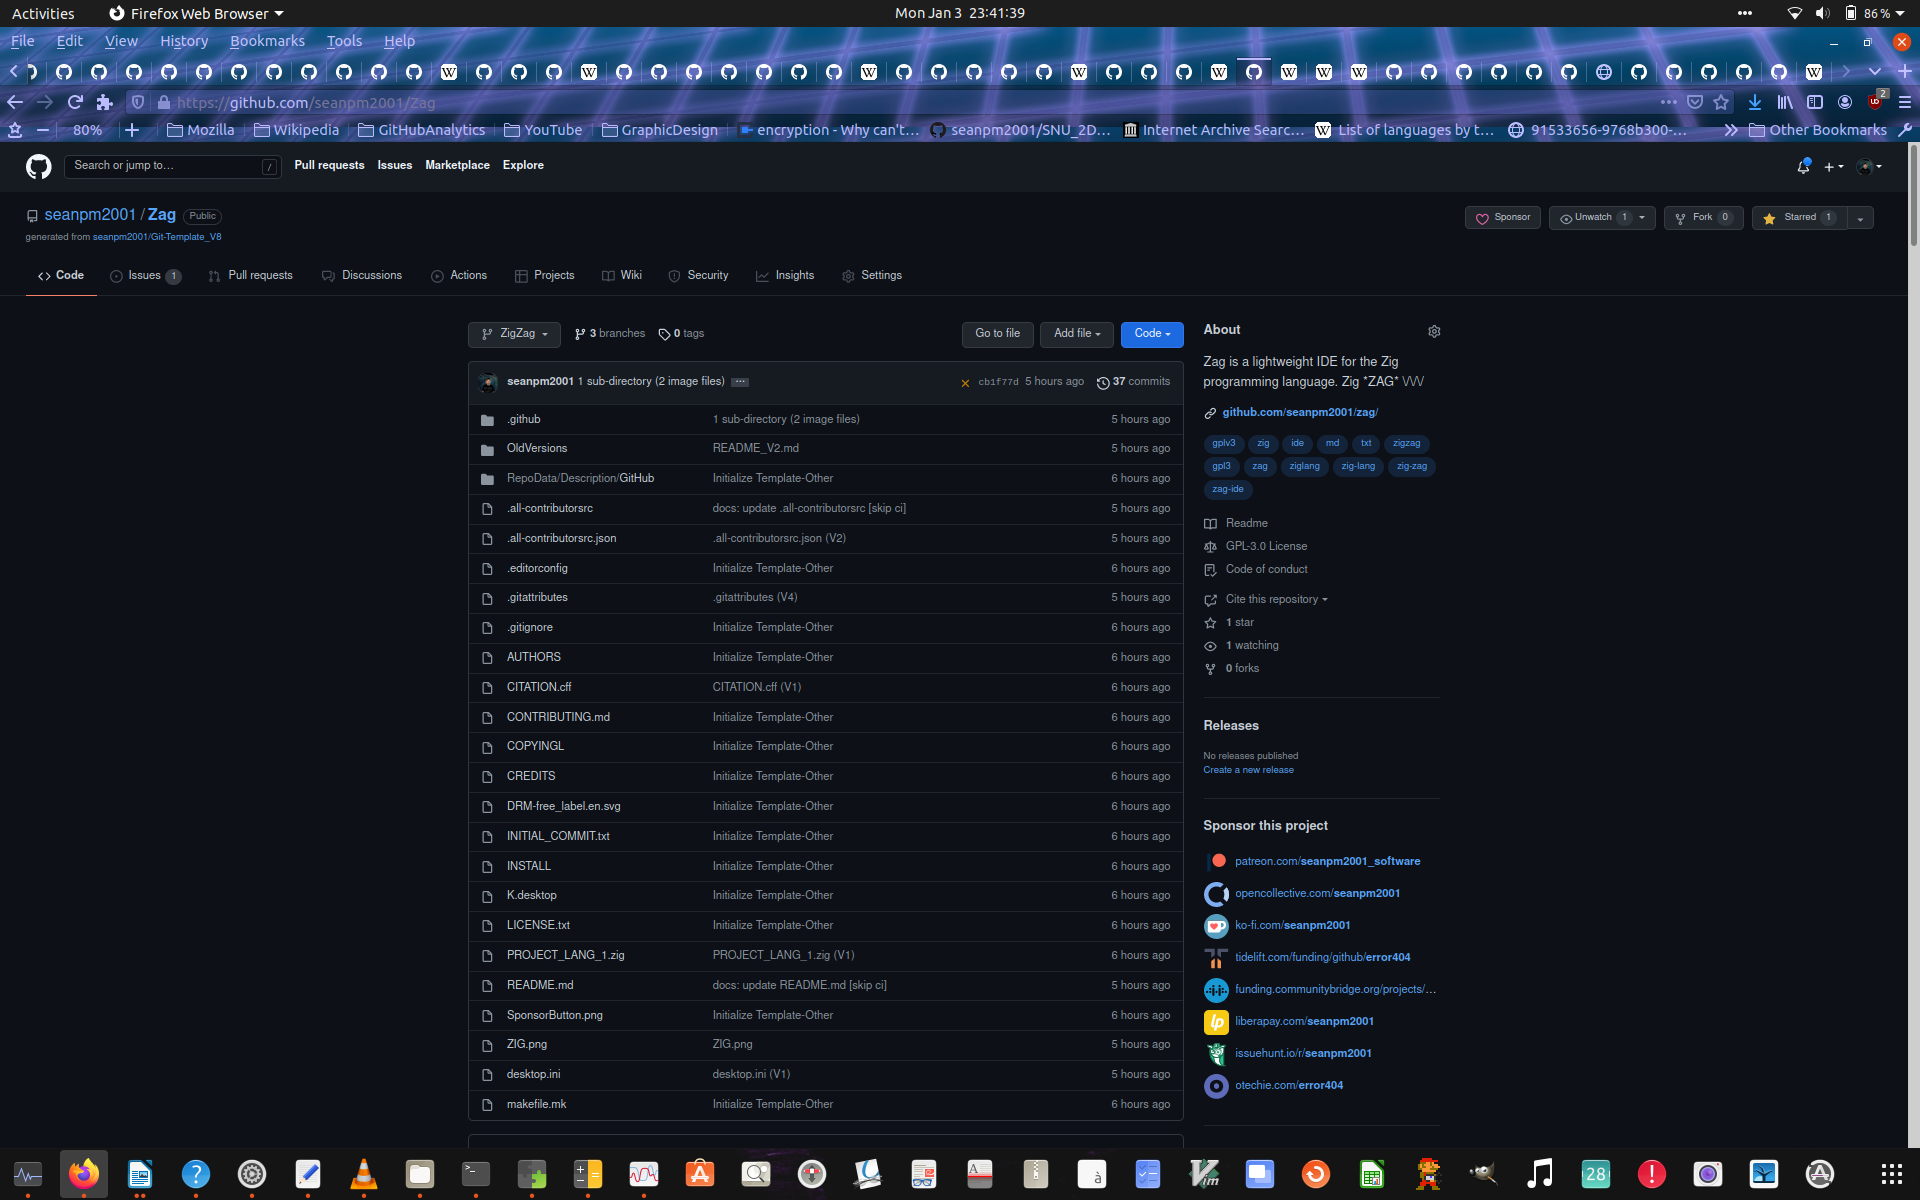 Activities
Firefox Web Browser
Mon Jan 3 23:41:39
86 %
File Edit View History Bookmarks Tools Help
https://github.com/seanpm2001/Zag
2
80%
Mozilla
Wikipedia
GitHubAnalytics
YouTube
GraphicDesign
encryption - Why can't…
seanpm2001/SNU_2D…
Internet Archive Searc…
List of languages by t…
91533656-9768b300-…
Other Bookmarks
Search or jump to…
/
Pull requests Issues Marketplace Explore
seanpm2001 / Zag Public
generated from seanpm2001/Git-Template_V8
Sponsor
Unwatch 1
Fork 0
Starred 1
Code
Issues 1
Pull requests
Discussions
Actions
Projects
Wiki
Security
Insights
Settings
ZigZag
3 branches
0 tags
Go to file
Add file
Code
seanpm2001 1 sub-directory (2 image files) ...
cb1f77d 5 hours ago
37 commits
.github 1 sub-directory (2 image files) 5 hours ago
OldVersions README_V2.md 5 hours ago
RepoData/Description/GitHub Initialize Template-Other 6 hours ago
.all-contributorsrc docs: update .all-contributorsrc [skip ci] 5 hours ago
.all-contributorsrc.json .all-contributorsrc.json (V2) 5 hours ago
.editorconfig Initialize Template-Other 6 hours ago
.gitattributes .gitattributes (V4) 5 hours ago
.gitignore Initialize Template-Other 6 hours ago
AUTHORS Initialize Template-Other 6 hours ago
CITATION.cff CITATION.cff (V1) 6 hours ago
CONTRIBUTING.md Initialize Template-Other 6 hours ago
COPYINGL Initialize Template-Other 6 hours ago
CREDITS Initialize Template-Other 6 hours ago
DRM-free_label.en.svg Initialize Template-Other 6 hours ago
INITIAL_COMMIT.txt Initialize Template-Other 6 hours ago
INSTALL Initialize Template-Other 6 hours ago
K.desktop Initialize Template-Other 6 hours ago
LICENSE.txt Initialize Template-Other 6 hours ago
PROJECT_LANG_1.zig PROJECT_LANG_1.zig (V1) 6 hours ago
README.md docs: update README.md [skip ci] 5 hours ago
SponsorButton.png Initialize Template-Other 6 hours ago
ZIG.png ZIG.png 5 hours ago
desktop.ini desktop.ini (V1) 5 hours ago
makefile.mk Initialize Template-Other 6 hours ago
About
Zag is a lightweight IDE for the Zig
programming language. Zig *ZAG* \/\/\/
github.com/seanpm2001/zag/
gplv3 zig ide md txt zigzag
gpl3 zag ziglang zig-lang zig-zag
zag-ide
Readme
GPL-3.0 License
Code of conduct
Cite this repository
1 star
1 watching
0 forks
Releases
No releases published
Create a new release
Sponsor this project
patreon.com/seanpm2001_software
opencollective.com/seanpm2001
ko-fi.com/seanpm2001
tidelift.com/funding/github/error404
funding.communitybridge.org/projects/…
liberapay.com/seanpm2001
issuehunt.io/r/seanpm2001
otechie.com/error404
28